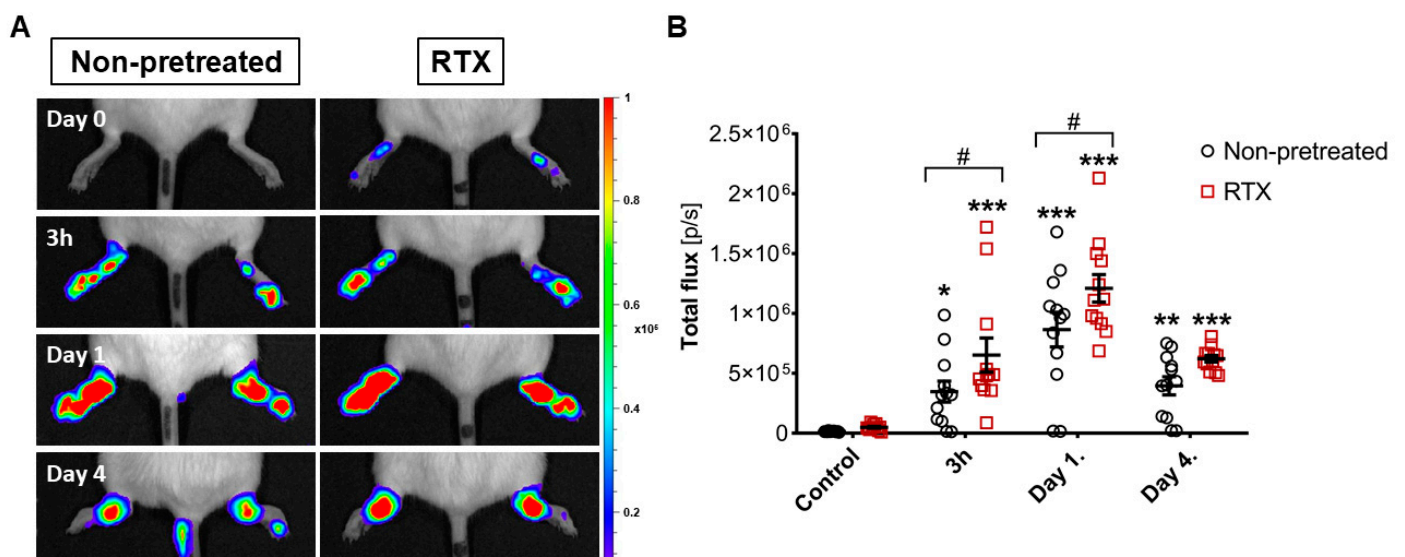 A
Non-pretreated
RTX
Day 0
3h
Day 1
Day 4
1
0.8
0.6
x10⁶
0.4
0.2
B
Total flux [p/s]
2.5×10⁶
2×10⁶
1.5×10⁶
1×10⁶
5×10⁵
0
Control
3h
Day 1.
Day 4.
*
#
***
***
#
***
**
***
Non-pretreated
RTX